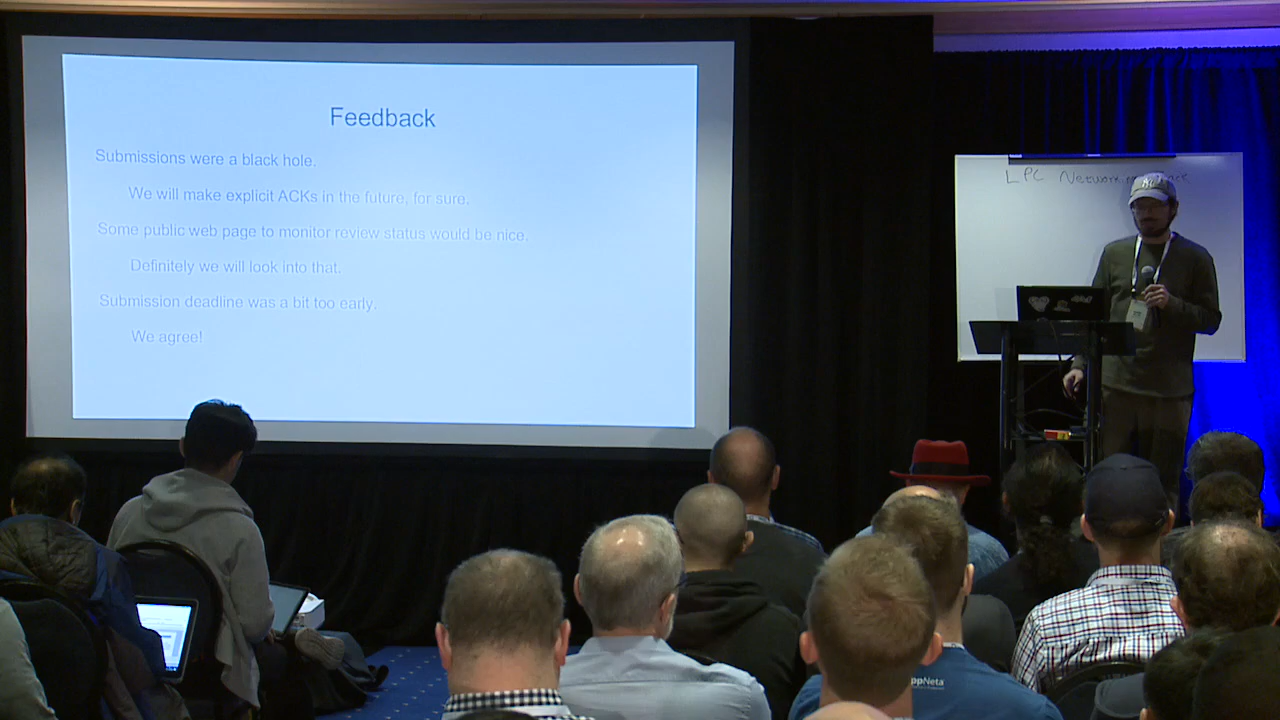 Feedback
Submissions were a black hole.
We will make explicit ACKs in the future, for sure.
Some public web page to monitor review status would be nice.
Definitely we will look into that.
Submission deadline was a bit too early.
We agree!
LPC Networking
ppNeta